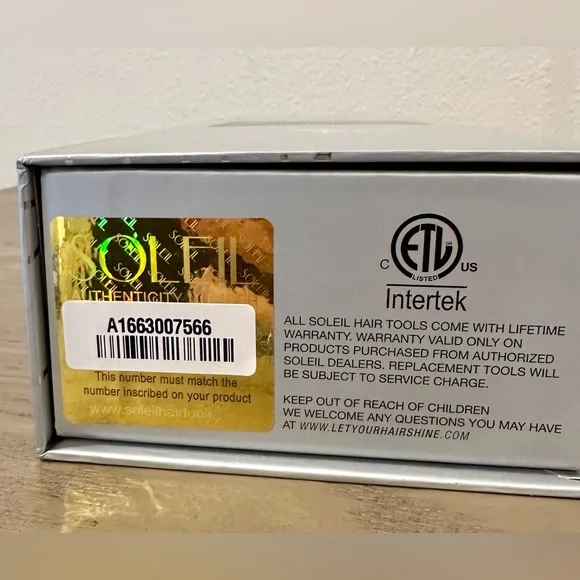 SOLEIL
AUTHENTICITY
A1663007566
This number must match the
number inscribed on your product
www.soleilhairtool
C ETL US
LISTED
Intertek
ALL SOLEIL HAIR TOOLS COME WITH LIFETIME
WARRANTY. WARRANTY VALID ONLY ON
PRODUCTS PURCHASED FROM AUTHORIZED
SOLEIL DEALERS. REPLACEMENT TOOLS WILL
BE SUBJECT TO SERVICE CHARGE.
KEEP OUT OF REACH OF CHILDREN
WE WELCOME ANY QUESTIONS YOU MAY HAVE
AT WWW.LETYOURHAIRSHINE.COM